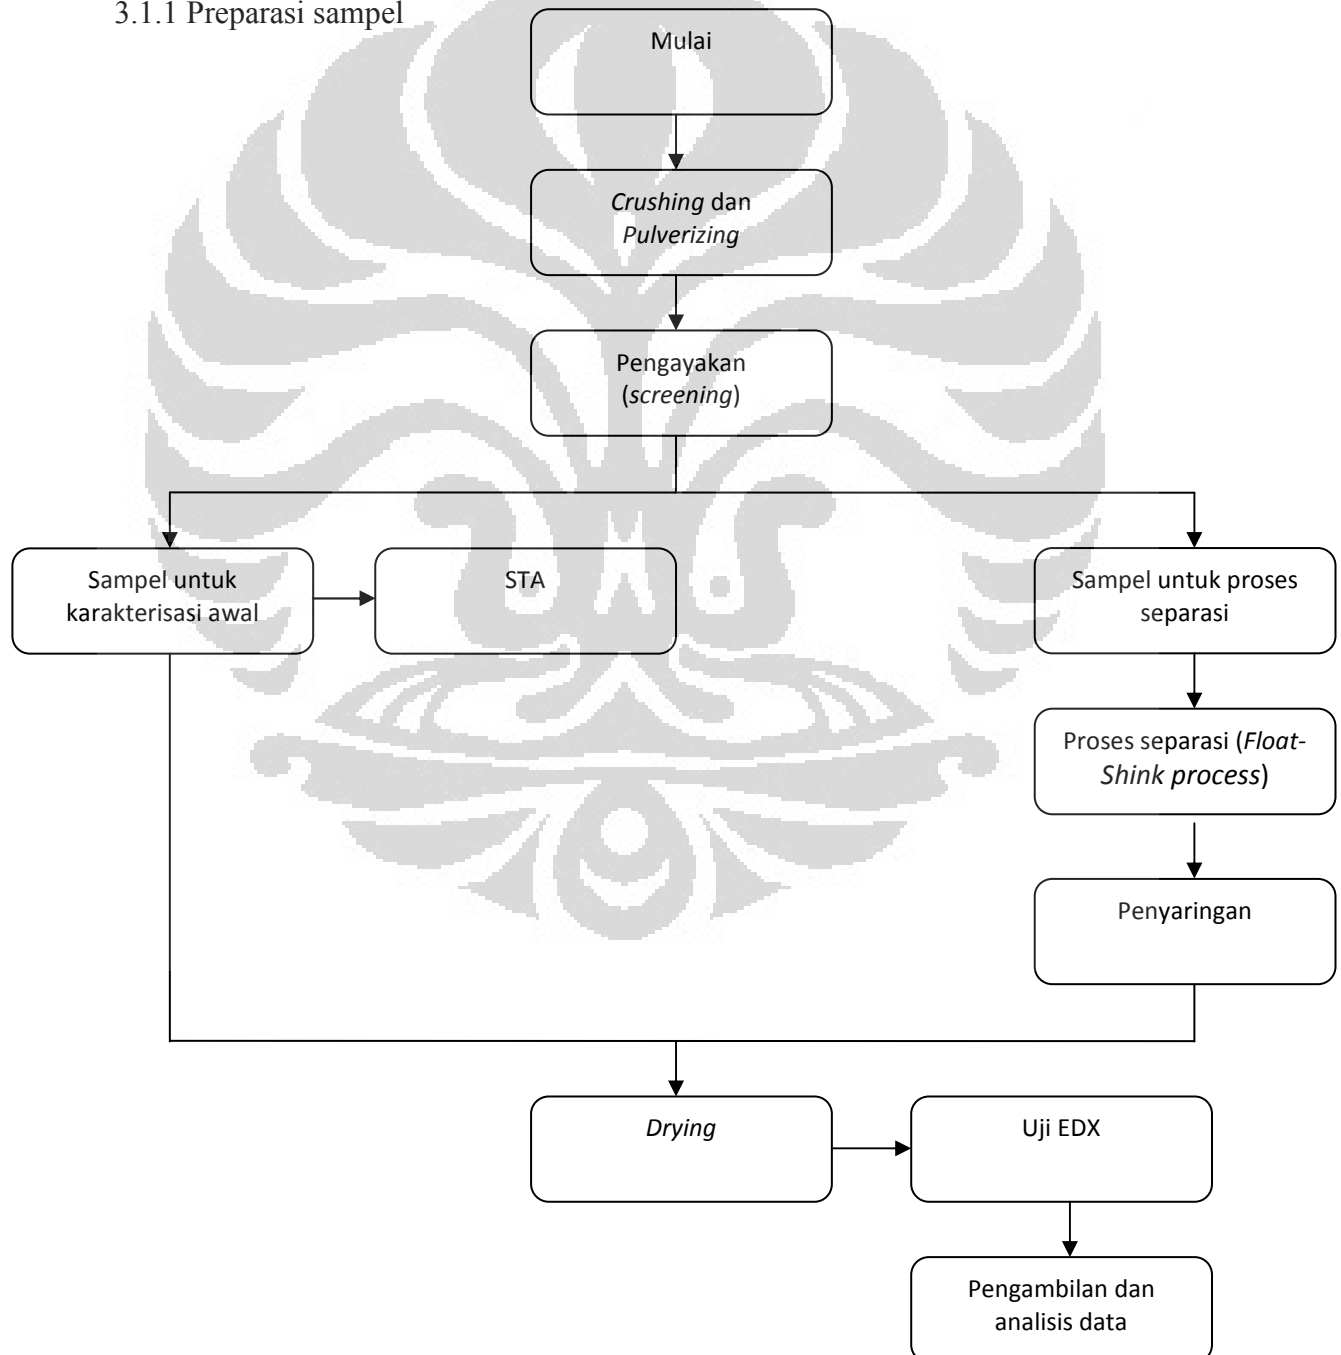 3.1.1 Preparasi sampel
Mulai
Crushing dan
Pulverizing
Pengayakan
(screening)
Sampel untuk
karakterisasi awal
STA
Sampel untuk proses
separasi
Proses separasi (Float-
Shink process)
Penyaringan
Drying
Uji EDX
Pengambilan dan
analisis data